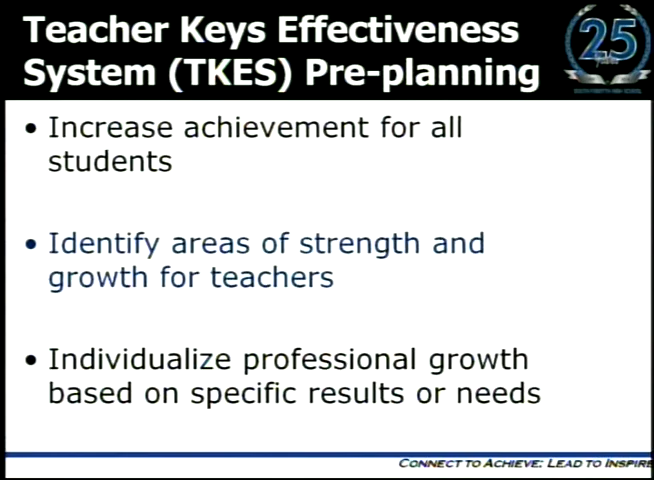 Teacher Keys Effectiveness
System (TKES) Pre-planning
25
• Increase achievement for all
students
• Identify areas of strength and
growth for teachers
• Individualize professional growth
based on specific results or needs
CONNECT TO ACHIEVE; LEAD TO INSPIRE